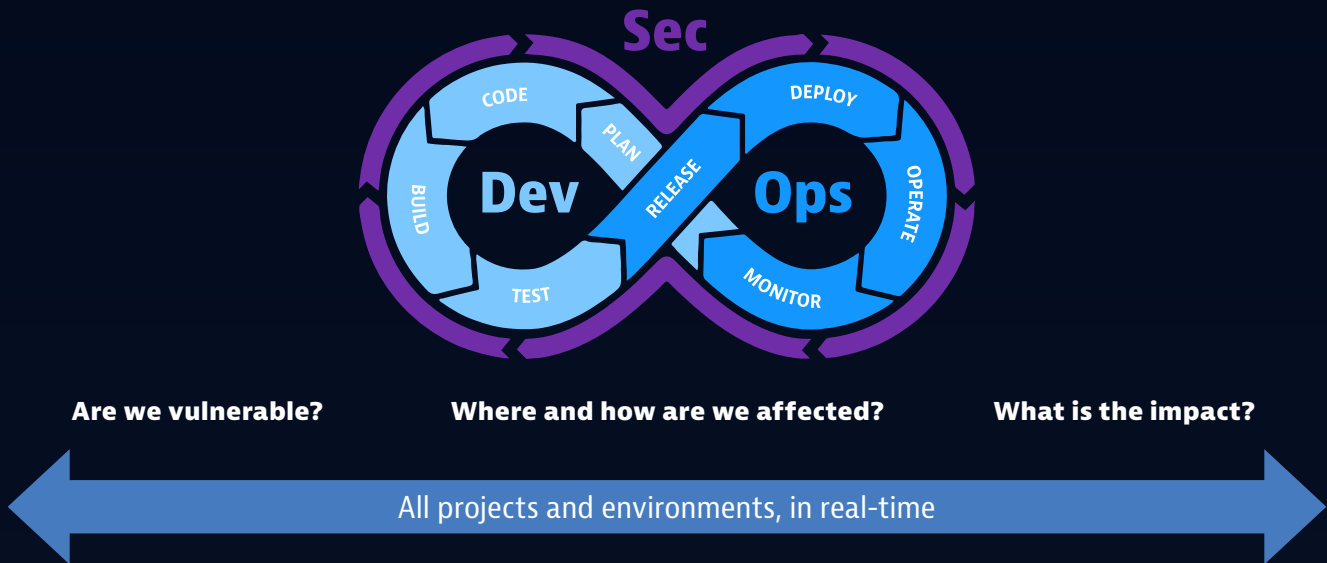 Sec
CODE
PLAN
DEPLOY
BUILD
Dev
RELEASE
Ops
OPERATE
TEST
MONITOR
Are we vulnerable?
Where and how are we affected?
What is the impact?
All projects and environments, in real-time